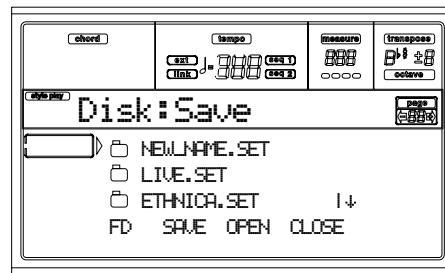 chord tempo measure transpose
ext seq 1
link seq 2
octave
style play
Disk:Save page
NEW_NAME.SET
LIVE.SET
ETHNICA.SET
FD SAVE OPEN CLOSE